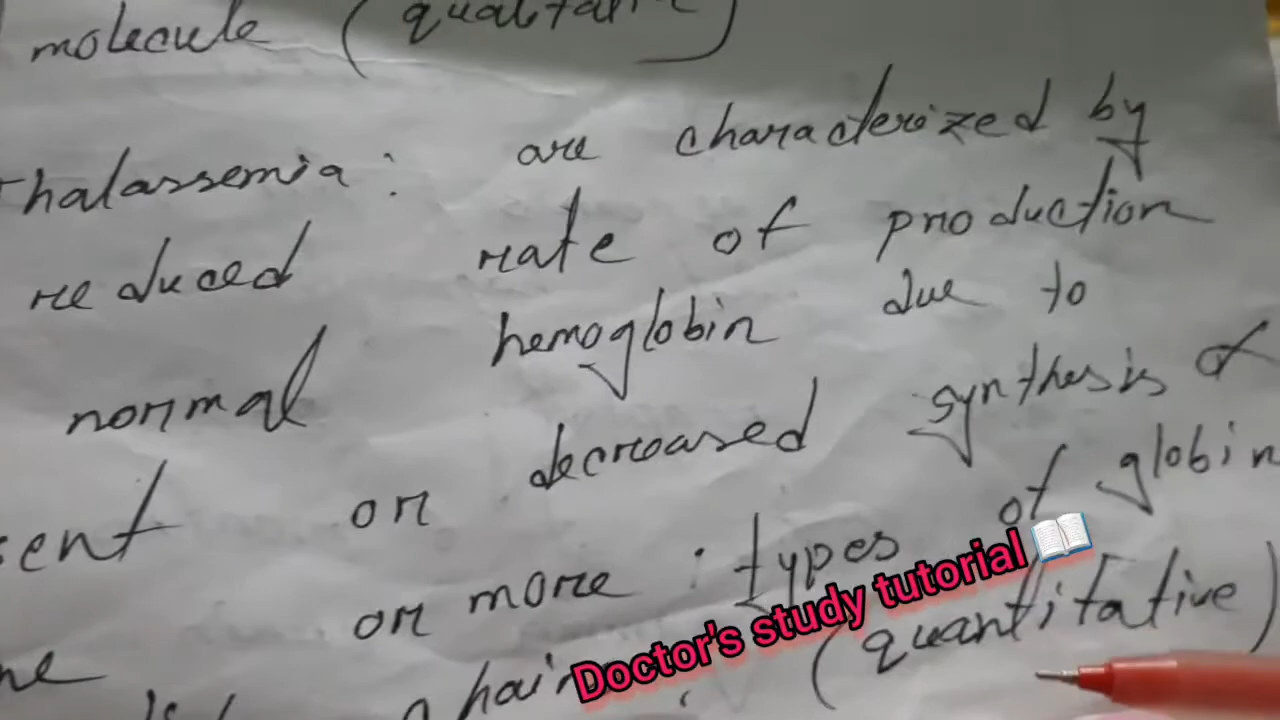 molecule (qualitative)
thalassemia: are characterized by
reduced rate of production
normal hemoglobin due to
sent or decreased synthesis of
ne or more types of globin
chain (quantitative)
Doctor's study tutorial